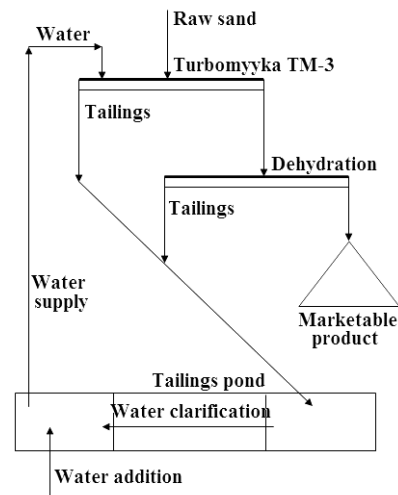 Raw sand
Water
Turbomyyka TM-3
Tailings
Dehydration
Tailings
Water
supply
Marketable
product
Tailings pond
Water clarification
Water addition